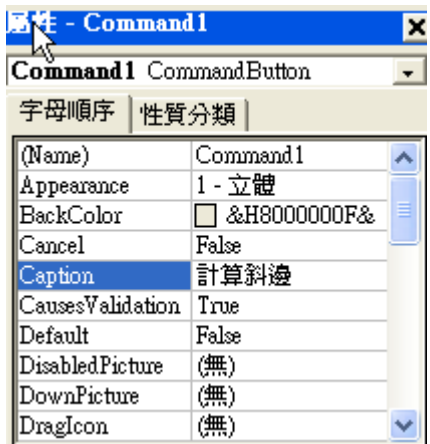 屬性 - Command1
Command1 CommandButton
字母順序 性質分類
(Name) Command1
Appearance 1 - 立體
BackColor &H8000000F&
Cancel False
Caption 計算斜邊
CausesValidation True
Default False
DisabledPicture (無)
DownPicture (無)
DragIcon (無)